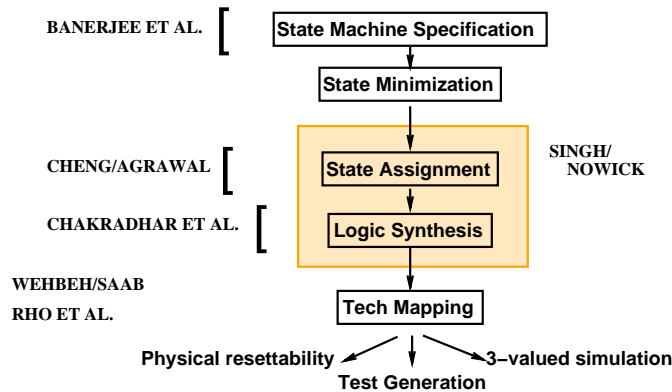 BANERJEE ET AL.
State Machine Specification
State Minimization
CHENG/AGRAWAL
State Assignment
SINGH/
NOWICK
CHAKRADHAR ET AL.
Logic Synthesis
WEHBEH/SAAB
RHO ET AL.
Tech Mapping
Physical resettability
3−valued simulation
Test Generation